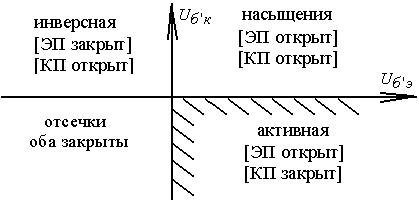 инверсная
[ЭП закрыт]
[КП открыт]
Uб'к
насыщения
[ЭП открыт]
[КП открыт]
Uб'э
отсечки
оба закрыты
активная
[ЭП открыт]
[КП закрыт]